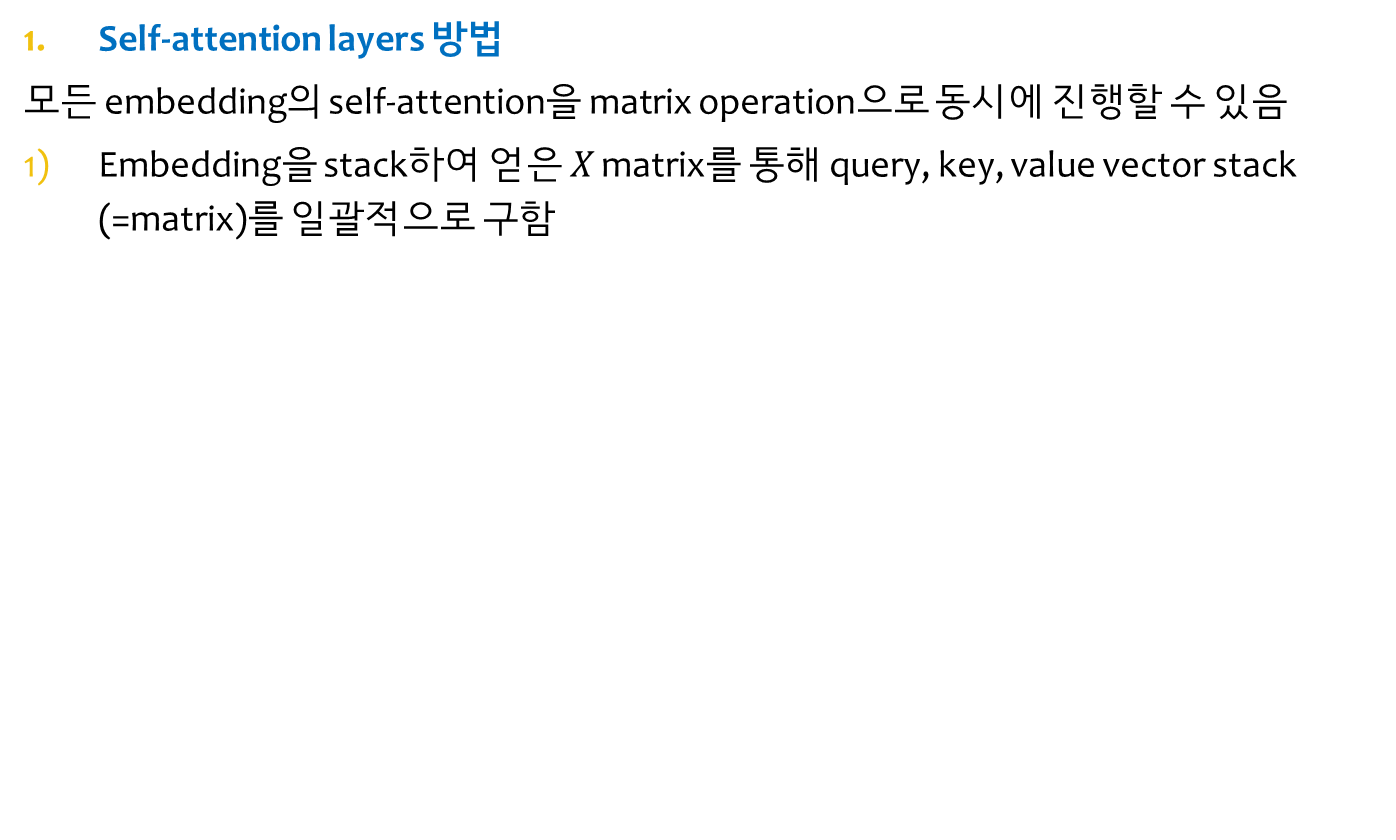 1. Self-attention layers 방법
모든 embedding의 self-attention을 matrix operation으로 동시에 진행할 수 있음
1) Embedding을 stack하여 얻은 X matrix를 통해 query, key, value vector stack
(=matrix)를 일괄적으로 구함